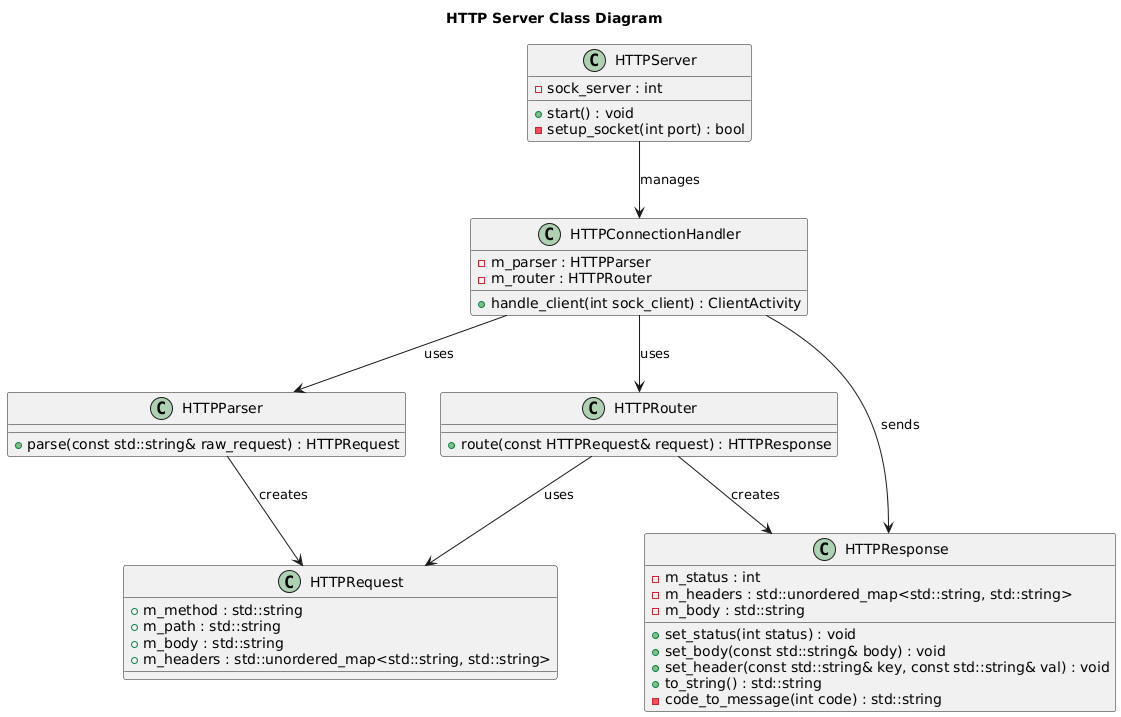 HTTP Server Class Diagram
C HTTPServer
sock_server : int
start() : void
setup_socket(int port) : bool
manages
C HTTPConnectionHandler
m_parser : HTTPParser
m_router : HTTPRouter
handle_client(int sock_client) : ClientActivity
uses
uses
sends
C HTTPParser
parse(const std::string& raw_request) : HTTPRequest
C HTTPRouter
route(const HTTPRequest& request) : HTTPResponse
creates
uses
creates
C HTTPRequest
m_method : std::string
m_path : std::string
m_body : std::string
m_headers : std::unordered_map<std::string, std::string>
C HTTPResponse
m_status : int
m_headers : std::unordered_map<std::string, std::string>
m_body : std::string
set_status(int status) : void
set_body(const std::string& body) : void
set_header(const std::string& key, const std::string& val) : void
to_string() : std::string
code_to_message(int code) : std::string